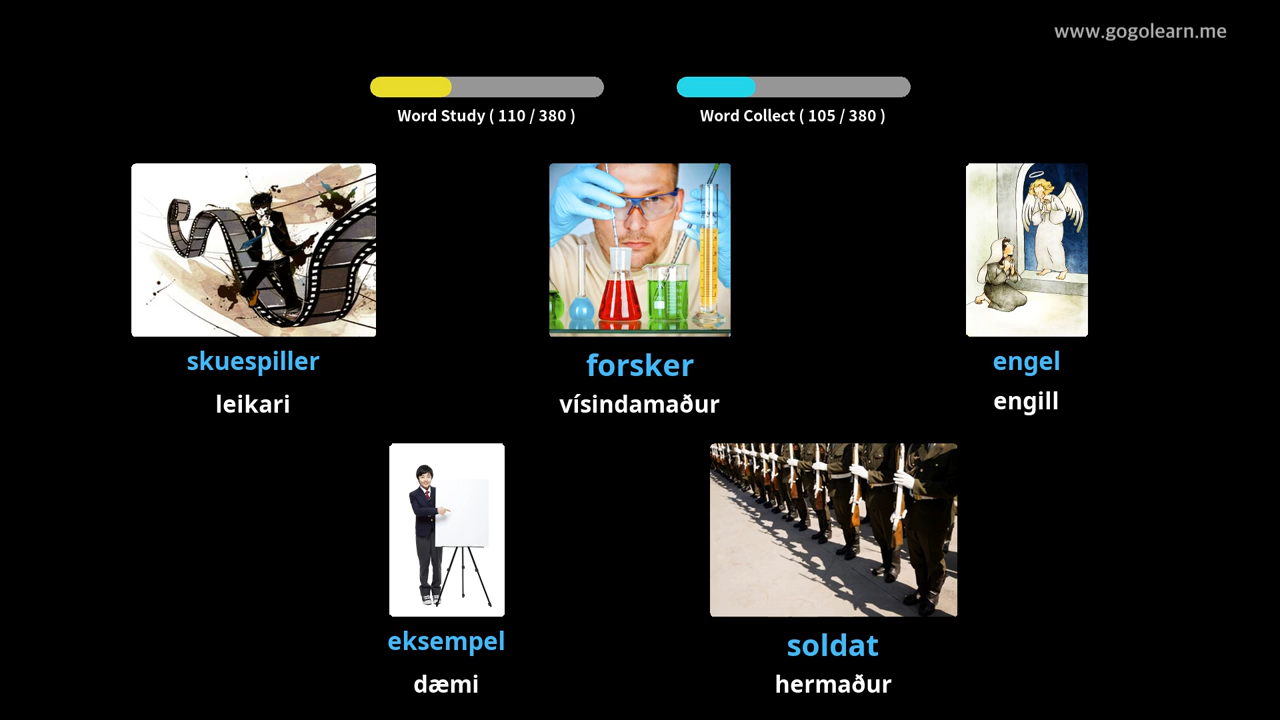 www.gogolearn.me
Word Study ( 110 / 380 )
Word Collect ( 105 / 380 )
skuespiller
leikari
forsker
vísindamaður
engel
engill
eksempel
dæmi
soldat
hermaður